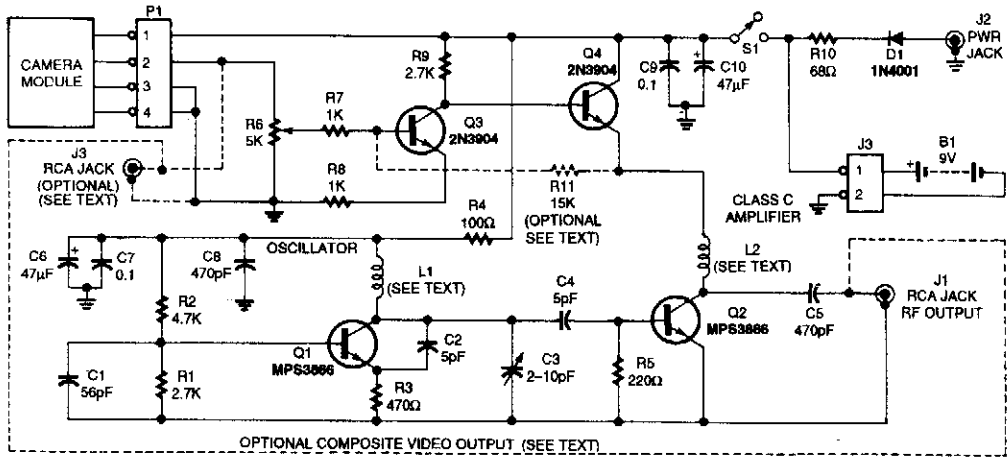 P1
CAMERA
MODULE
1
2
3
4
R9
2.7K
Q4
2N3904
C9
0.1
C10
47µF
+
S1
R10
68Ω
D1
1N4001
J2
PWR
JACK
R6
5K
R7
1K
Q3
2N3904
R8
1K
R11
15K
(OPTIONAL
SEE TEXT)
J3
RCA JACK
(OPTIONAL)
(SEE TEXT)
J3
1
2
B1
9V
+
-
CLASS C
AMPLIFIER
R4
100Ω
OSCILLATOR
C6
47µF
+
C7
0.1
C8
470pF
L1
(SEE TEXT)
L2
(SEE TEXT)
J1
RCA JACK
RF OUTPUT
R2
4.7K
C4
5pF
C5
470pF
Q2
MPS3866
Q1
MPS3866
C2
5pF
C3
2–10pF
R5
220Ω
C1
56pF
R1
2.7K
R3
470Ω
OPTIONAL COMPOSITE VIDEO OUTPUT (SEE TEXT)